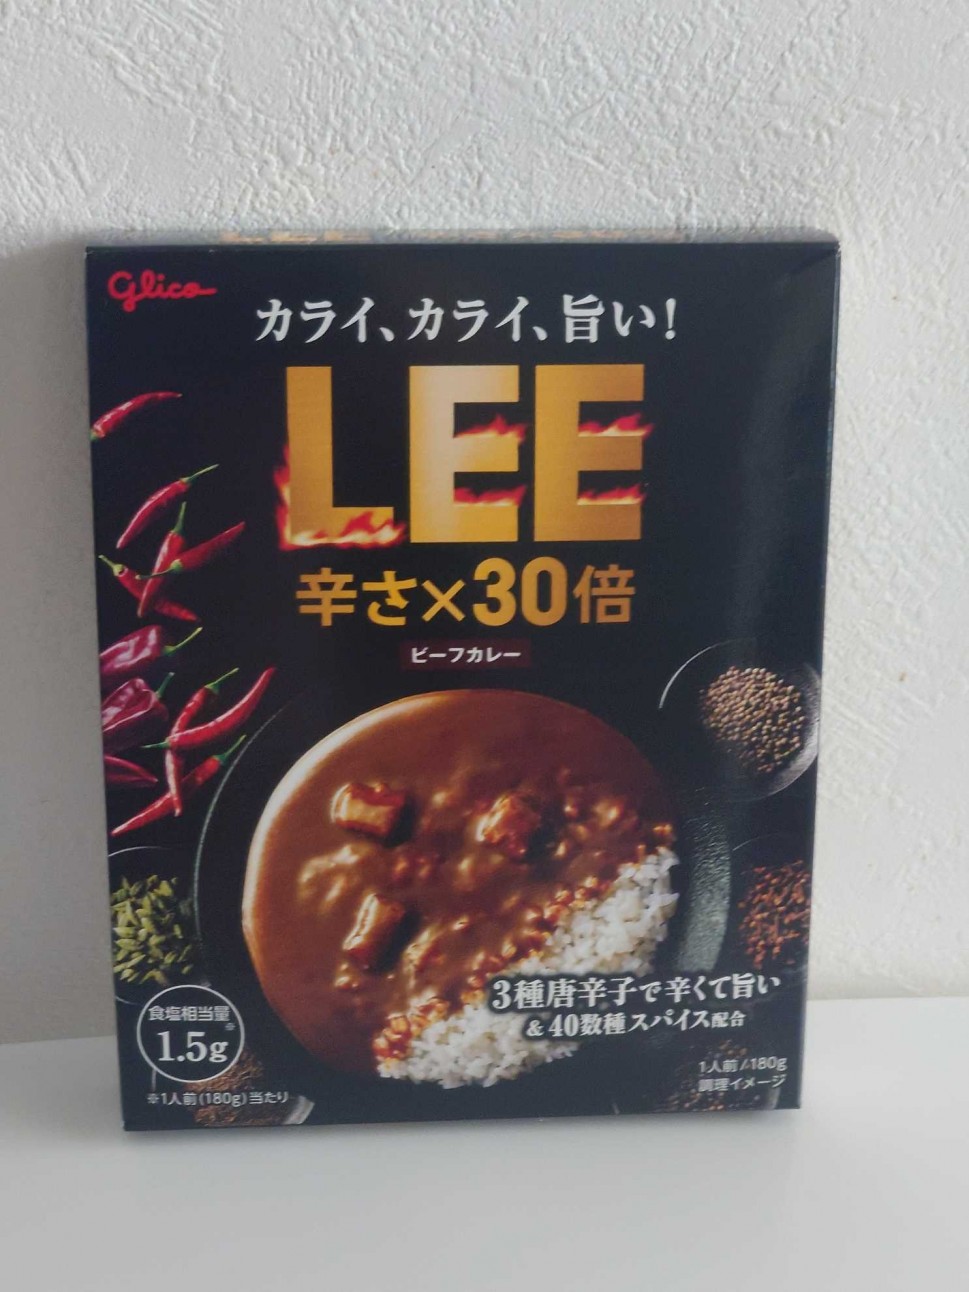 Glico
カライ、カライ、旨い!
LEE
辛さ×30倍
ビーフカレー
3種唐辛子で辛くて旨い
&40数種スパイス配合
食塩相当量※
1.5g
※1人前(180g)当たり
1人前/180g
調理イメージ